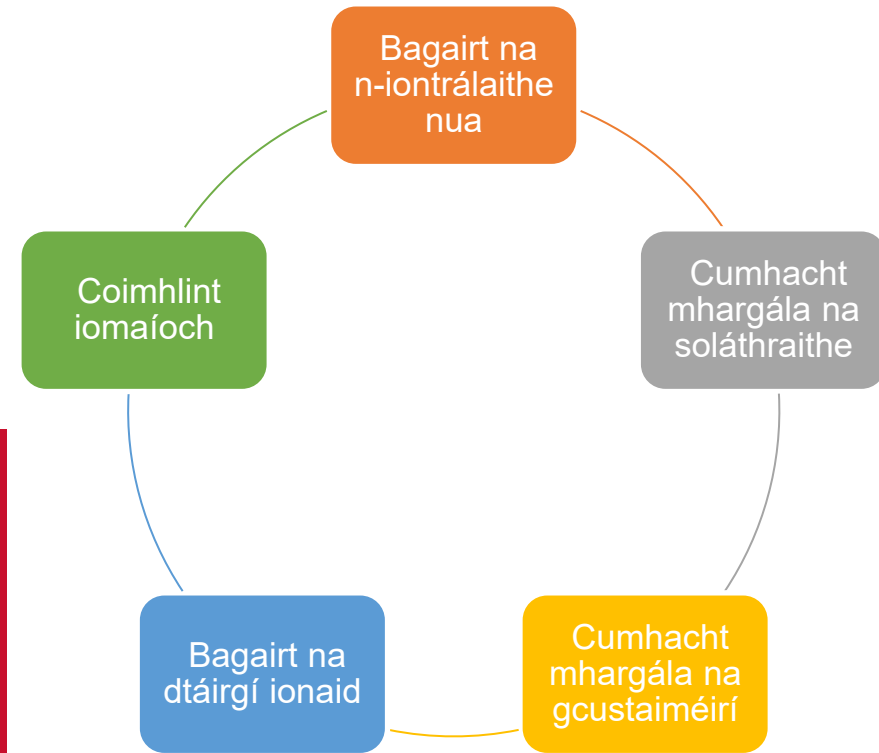 Bagairt na
n-iontrálaithe
nua
Cumhacht
mhargála na
soláthraithe
Cumhacht
mhargála na
gcustaiméirí
Bagairt na
dtáirgí ionaid
Coimhlint
iomaíoch